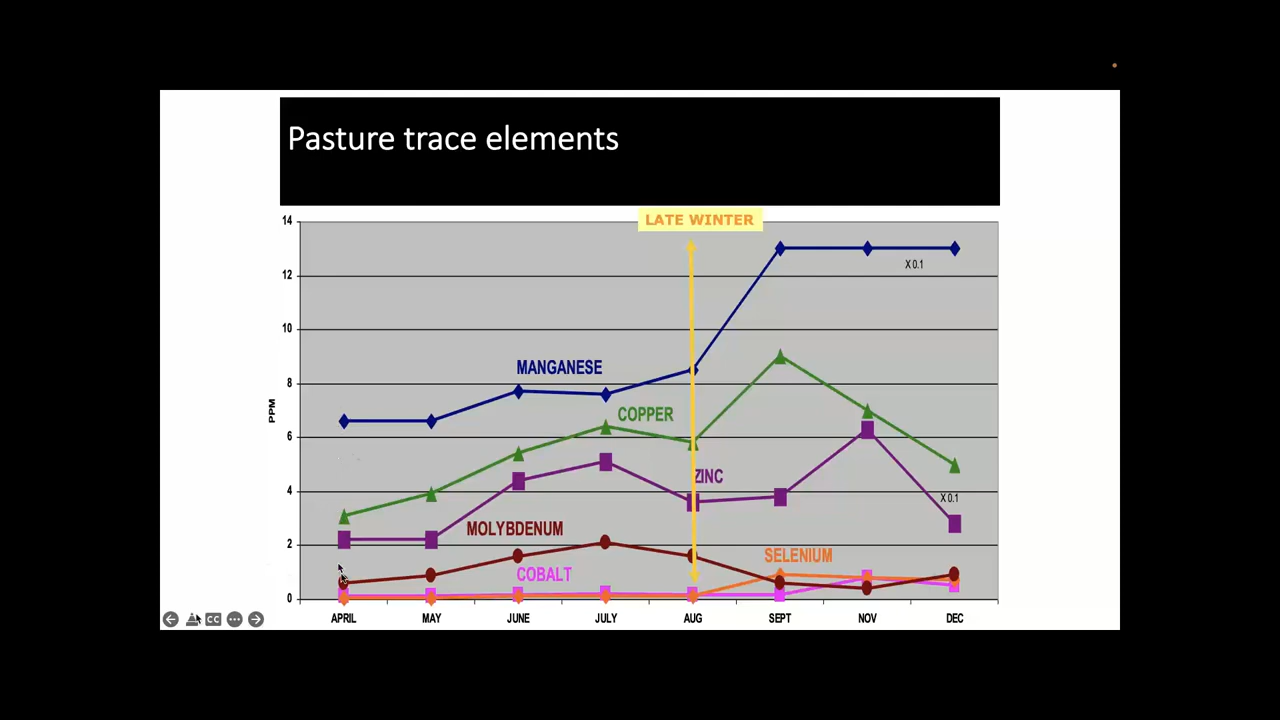 Pasture trace elements
LATE WINTER
14
12
10
8
6
4
2
0
PPM
MANGANESE
COPPER
ZINC
MOLYBDENUM
COBALT
SELENIUM
X 0.1
X 0.1
APRIL MAY JUNE JULY AUG SEPT NOV DEC
CC